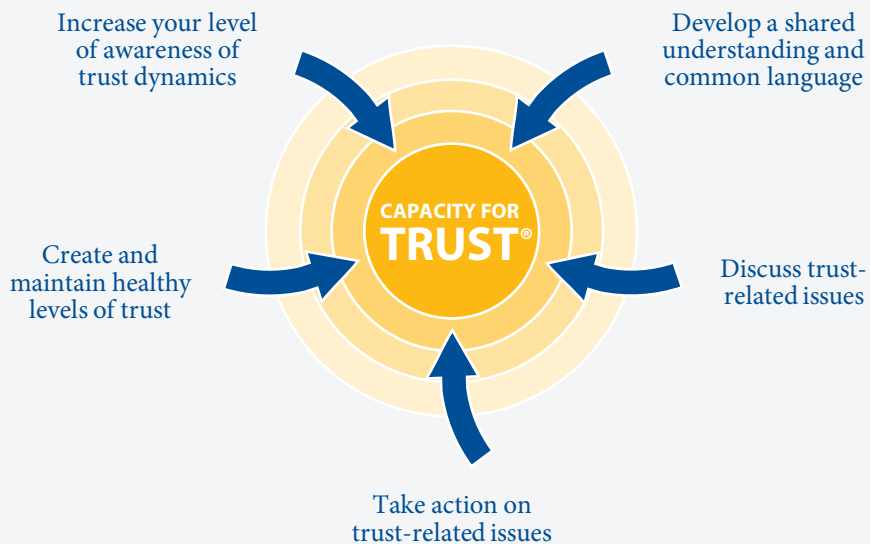 Increase your level
of awareness of
trust dynamics
Develop a shared
understanding and
common language
CAPACITY FOR
TRUST®
Create and
maintain healthy
levels of trust
Discuss trust-
related issues
Take action on
trust-related issues